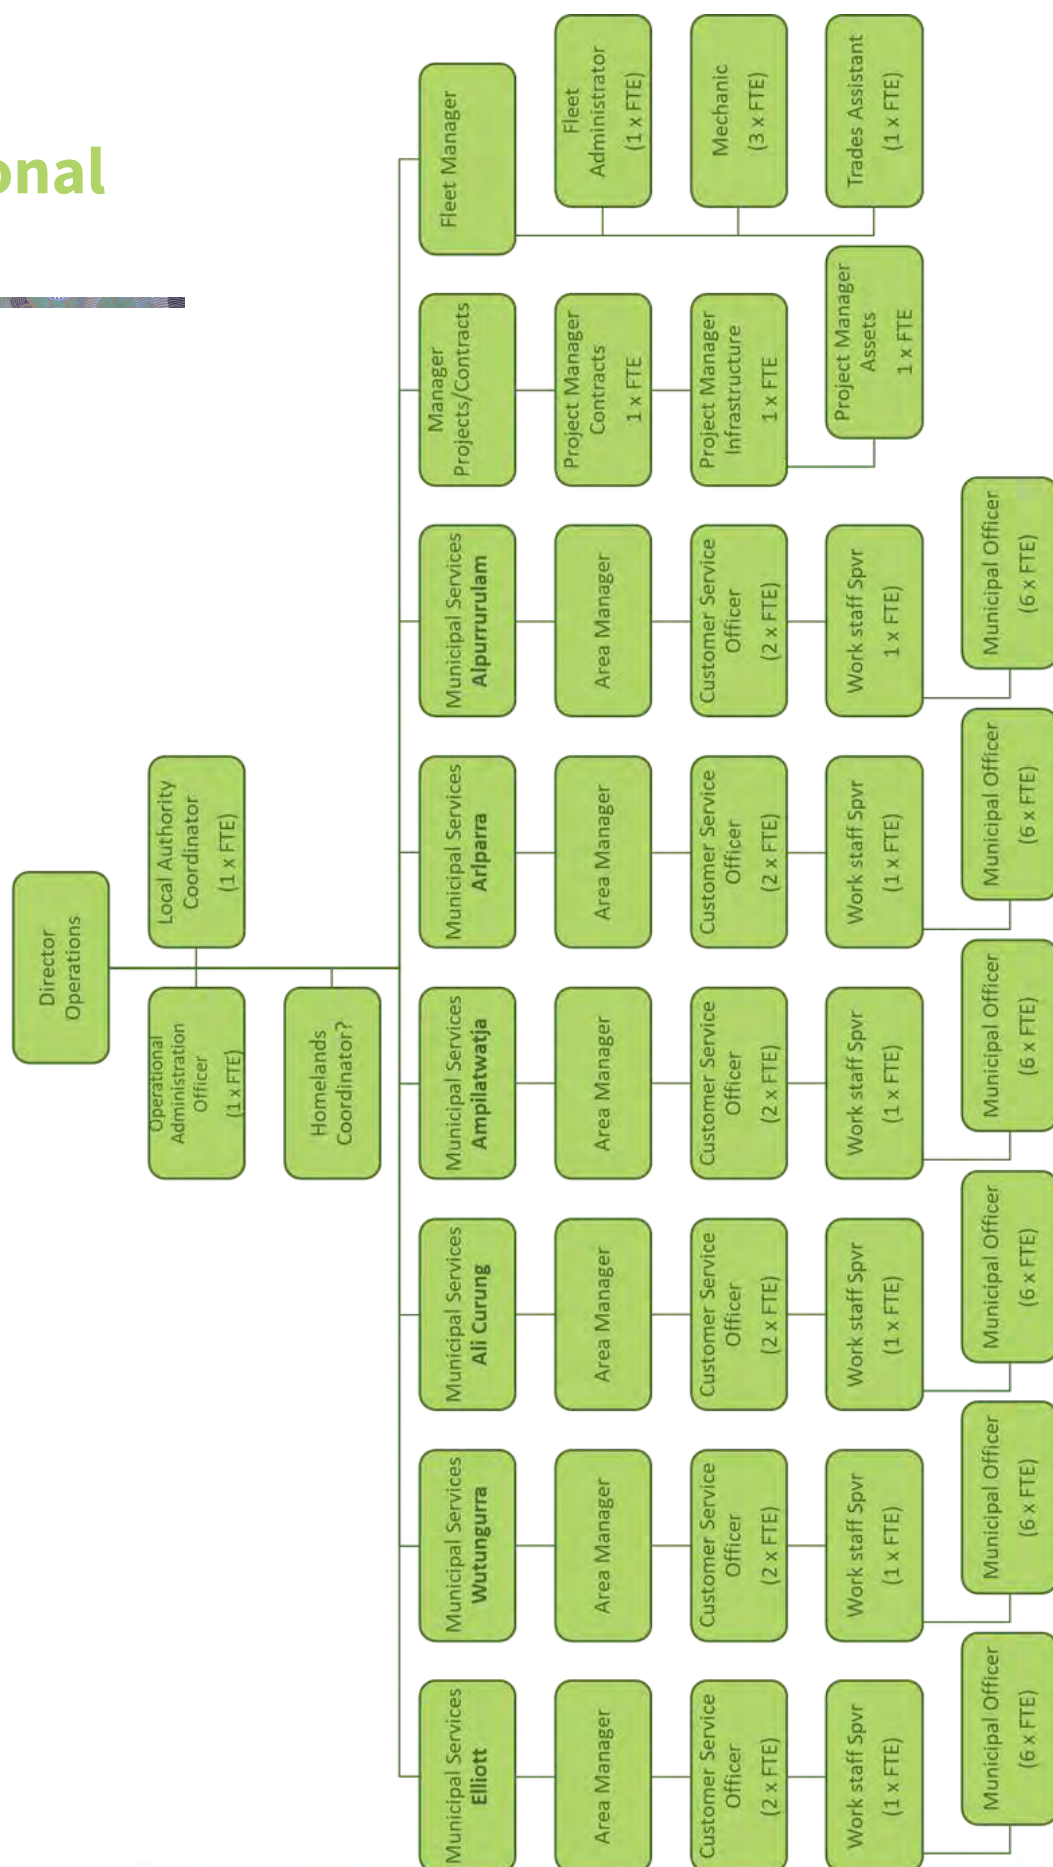 onal
Director
Operations
Operational
Administration
Officer
(1 x FTE)
Local Authority
Coordinator
(1 x FTE)
Homelands
Coordinator?
Municipal Services
Elliott
Area Manager
Customer Service
Officer
(2 x FTE)
Work staff Spvr
(1 x FTE)
Municipal Officer
(6 x FTE)
Municipal Services
Wutungurra
Area Manager
Customer Service
Officer
(2 x FTE)
Work staff Spvr
(1 x FTE)
Municipal Officer
(6 x FTE)
Municipal Services
Ali Curung
Area Manager
Customer Service
Officer
(2 x FTE)
Work staff Spvr
(1 x FTE)
Municipal Officer
(6 x FTE)
Municipal Services
Ampilatwatja
Area Manager
Customer Service
Officer
(2 x FTE)
Work staff Spvr
(1 x FTE)
Municipal Officer
(6 x FTE)
Municipal Services
Arlparra
Area Manager
Customer Service
Officer
(2 x FTE)
Work staff Spvr
(1 x FTE)
Municipal Officer
(6 x FTE)
Municipal Services
Alpurrurulam
Area Manager
Customer Service
Officer
(2 x FTE)
Work staff Spvr
1 x FTE)
Municipal Officer
(6 x FTE)
Manager
Projects/Contracts
Project Manager
Contracts
1 x FTE
Project Manager
Infrastructure
1 x FTE
Project Manager
Assets
1 x FTE
Fleet Manager
Fleet
Administrator
(1 x FTE)
Mechanic
(3 x FTE)
Trades Assistant
(1 x FTE)